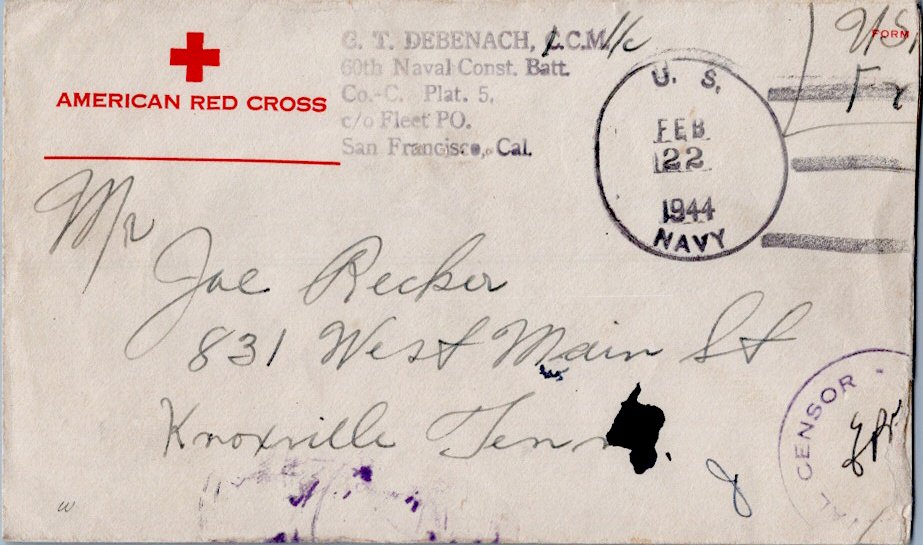 AMERICAN RED CROSS
G. T. DEBENACH, C.C.M.
60th Naval Const. Batt.
Co.-C. Plat. 5,
c/o Fleet PO.
San Francisco, Cal.
U. S.
FEB
22
1944
NAVY
FORM
Mr
Joe Recker
831 West Main St
Knoxville Tenn.
CENSOR